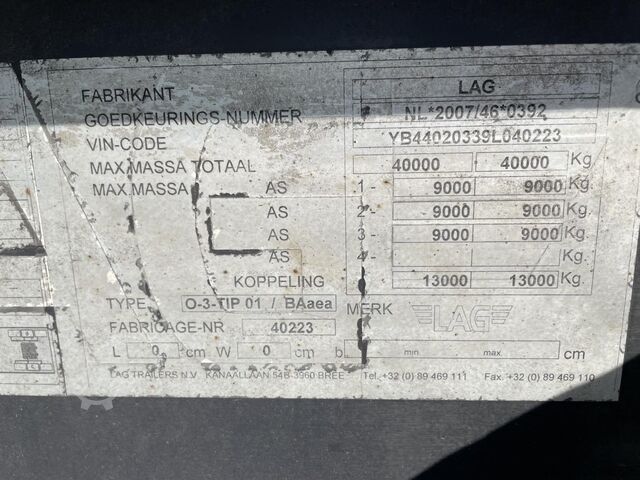 FABRIKANT LAG
GOEDKEURINGS-NUMMER NL*2007/46*0392
VIN-CODE YB44020339L040223
MAX.MASSA TOTAAL 40000 40000 Kg
MAX.MASSA AS 1- 9000 9000 Kg.
AS 2- 9000 9000 Kg.
AS 3- 9000 9000 Kg.
AS 4- Kg.
KOPPELING 13000 13000 Kg.
TYPE O-3-TIP 01 / BAaea MERK LAG
FABRICAGE-NR 40223
L 0 cm W 0 cm b min max cm
LAG TRAILERS N.V. KANAALLAAN 54B-3960 BREE Tel. +32 (0) 89 469 111 Fax. +32 (0) 89 469 110